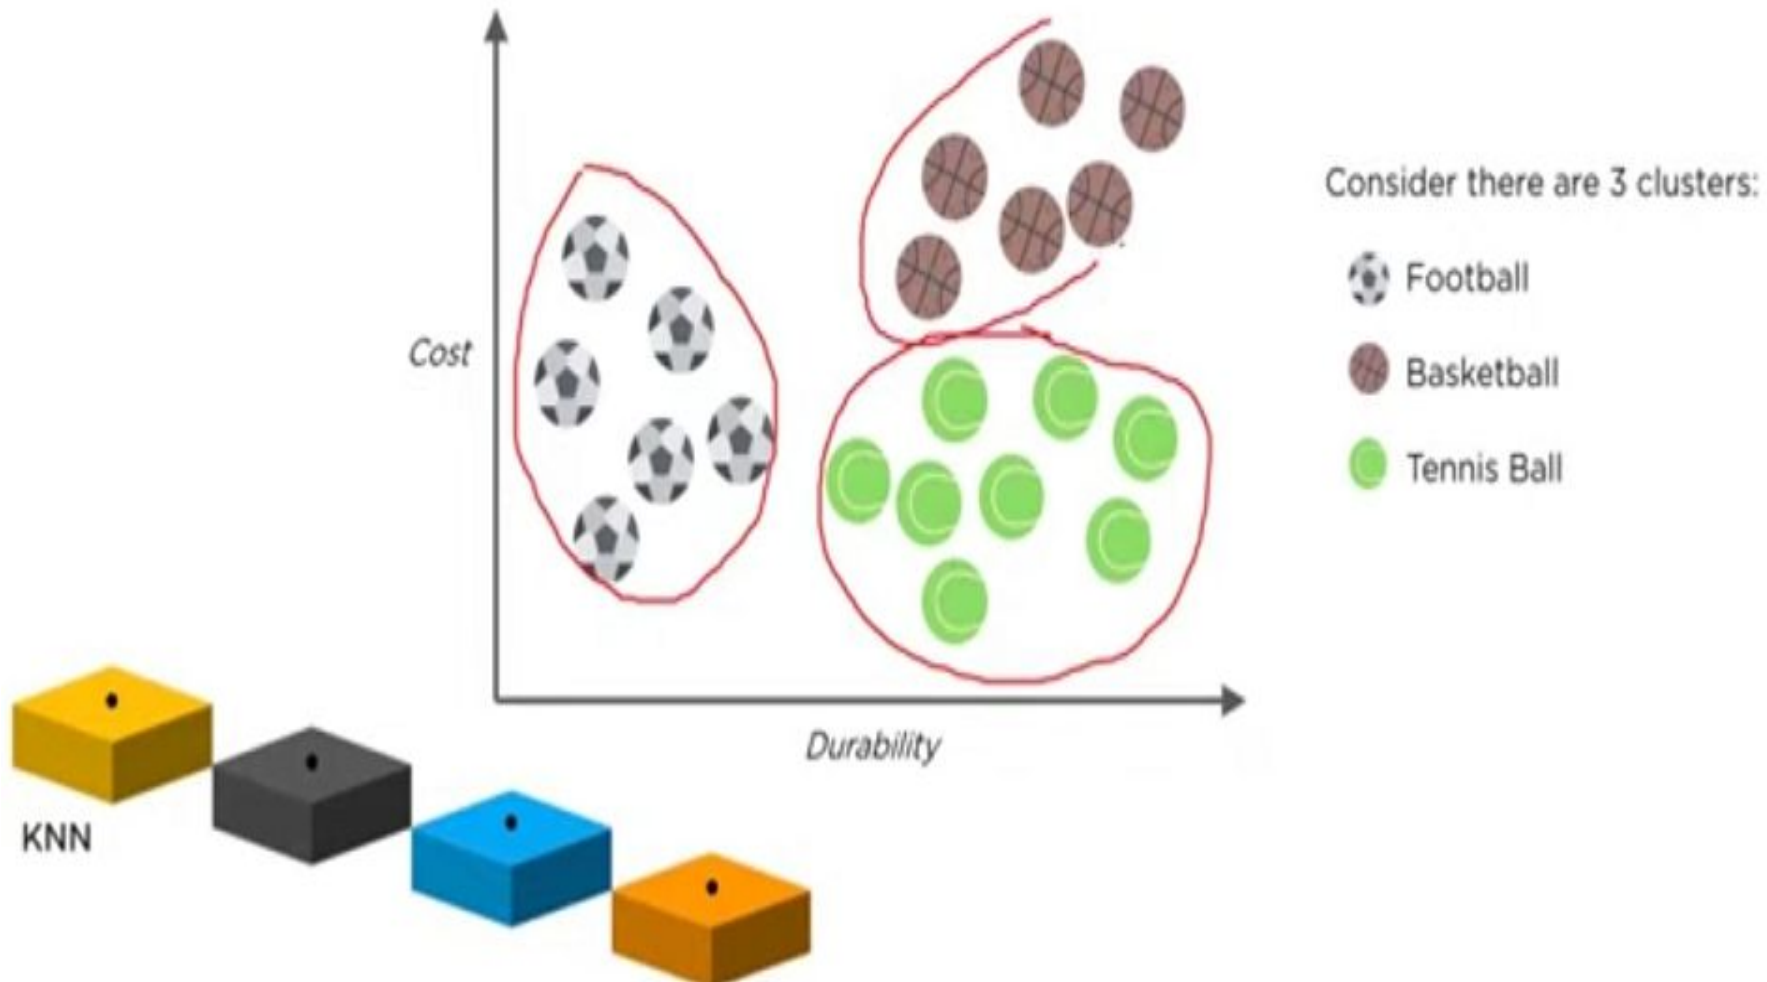 Consider there are 3 clusters:
Football
Cost
Basketball
Tennis Ball
Durability
KNN